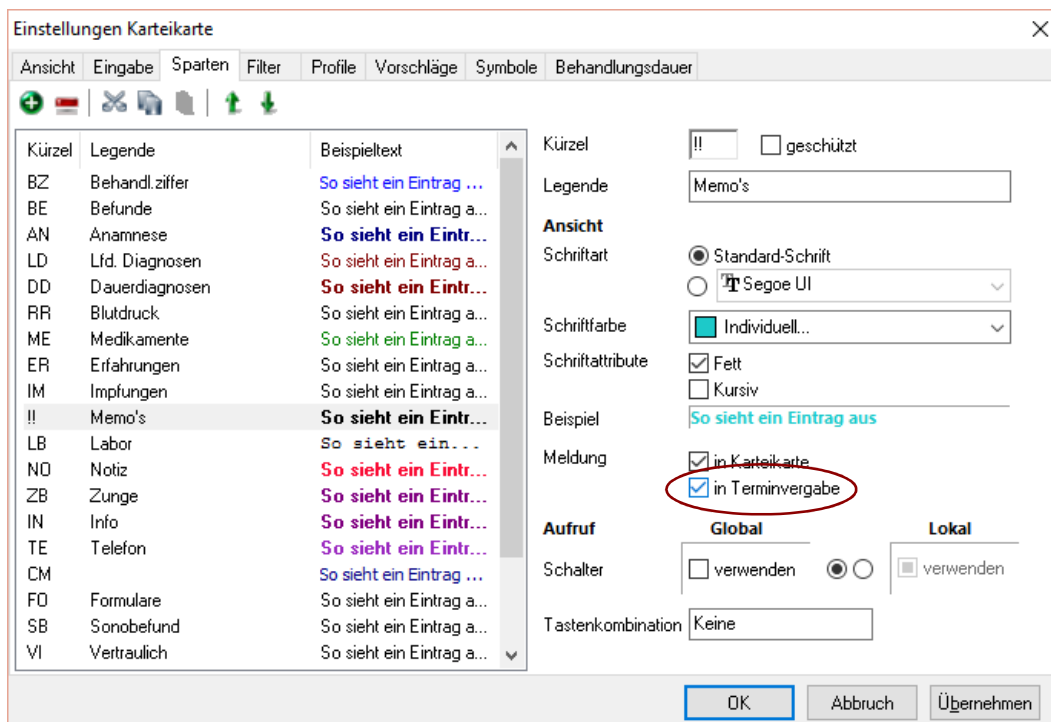 Einstellungen Karteikarte
Ansicht Eingabe Sparten Filter Profile Vorschläge Symbole Behandlungsdauer
Kürzel Legende Beispieltext
BZ Behandl.ziffer So sieht ein Eintrag ...
BE Befunde So sieht ein Eintrag a...
AN Anamnese So sieht ein Eintr...
LD Lfd. Diagnosen So sieht ein Eintrag a...
DD Dauerdiagnosen So sieht ein Eintr...
RR Blutdruck So sieht ein Eintrag a...
ME Medikamente So sieht ein Eintrag a...
ER Erfahrungen So sieht ein Eintrag a...
IM Impfungen So sieht ein Eintrag a...
!! Memo's So sieht ein Eintr...
LB Labor So sieht ein...
NO Notiz So sieht ein Eintr...
ZB Zunge So sieht ein Eintr...
IN Info So sieht ein Eintr...
TE Telefon So sieht ein Eintr...
CM So sieht ein Eintrag ...
FO Formulare So sieht ein Eintrag a...
SB Sonobefund So sieht ein Eintrag a...
VI Vertraulich So sieht ein Eintrag a...
Kürzel !! geschützt
Legende Memo's
Ansicht
Schriftart Standard-Schrift
Segoe UI
Schriftfarbe Individuell...
Schriftattribute Fett
Kursiv
Beispiel So sieht ein Eintrag aus
Meldung in Karteikarte
in Terminvergabe
Aufruf Global Lokal
Schalter verwenden verwenden
Tastenkombination Keine
OK Abbruch Übernehmen